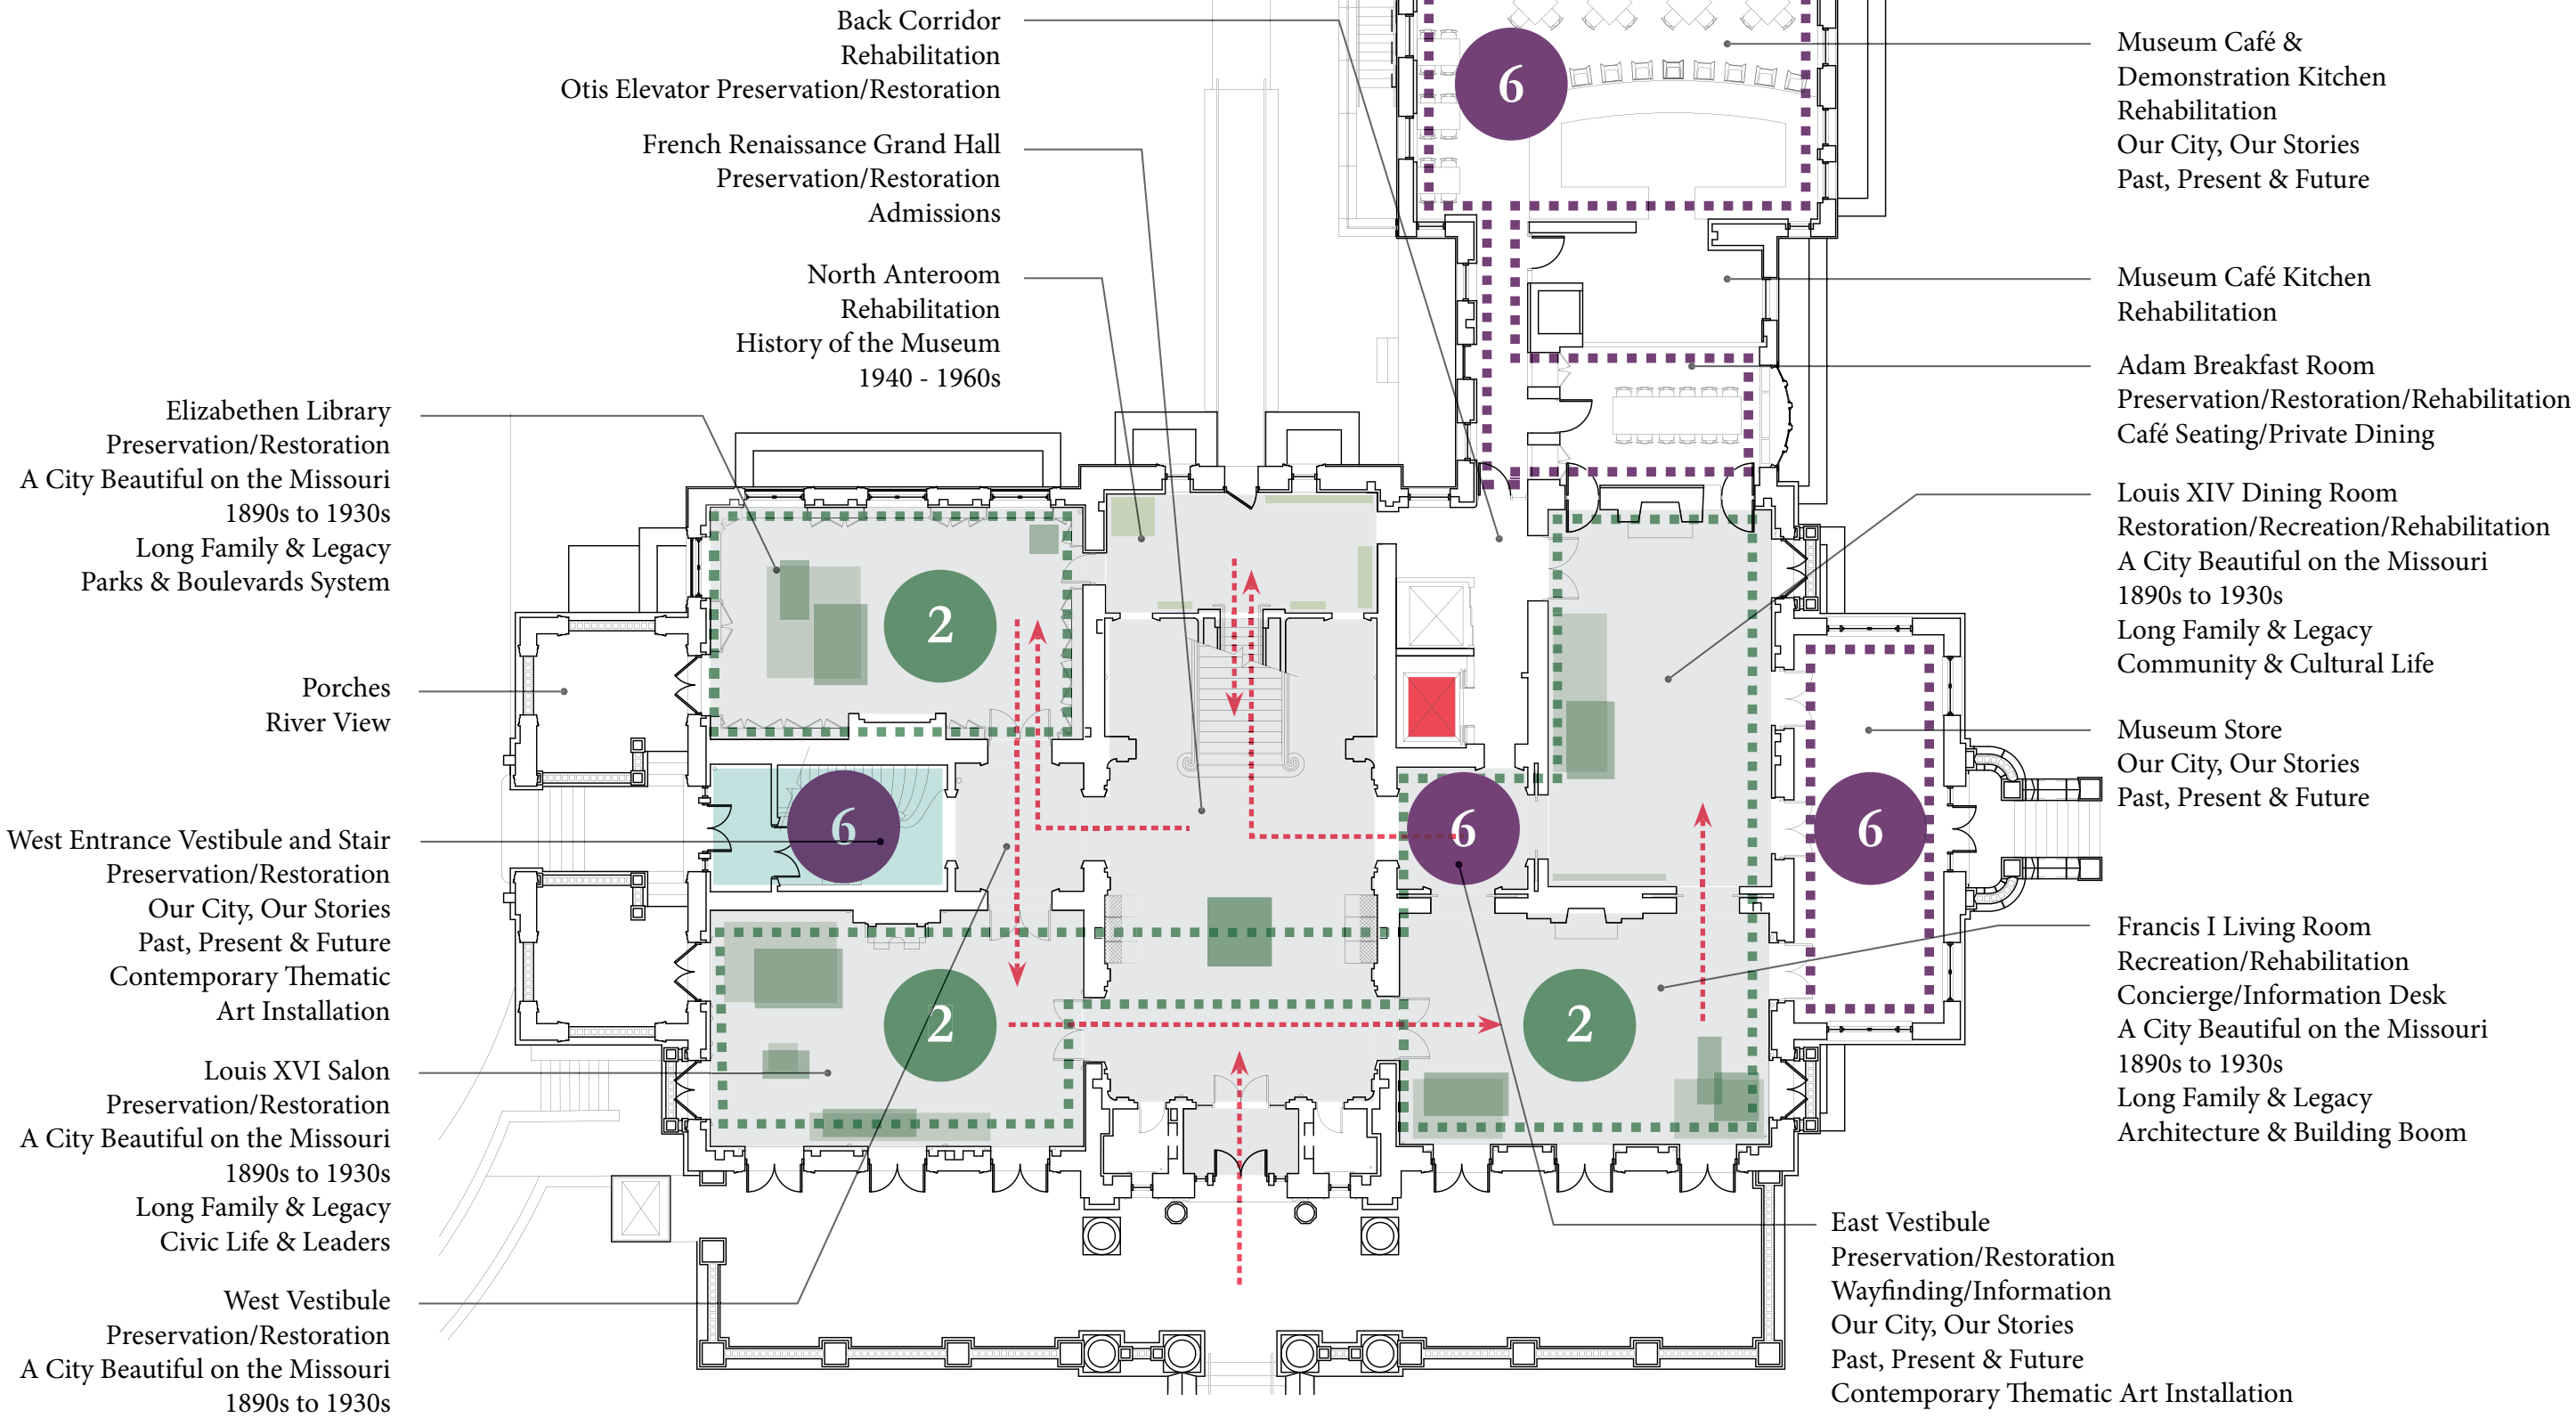 Back Corridor
Rehabilitation
Otis Elevator Preservation/Restoration
French Renaissance Grand Hall
Preservation/Restoration
Admissions
North Anteroom
Rehabilitation
History of the Museum
1940 - 1960s
Elizabethen Library
Preservation/Restoration
A City Beautiful on the Missouri
1890s to 1930s
Long Family & Legacy
Parks & Boulevards System
Porches
River View
West Entrance Vestibule and Stair
Preservation/Restoration
Our City, Our Stories
Past, Present & Future
Contemporary Thematic
Art Installation
Louis XVI Salon
Preservation/Restoration
A City Beautiful on the Missouri
1890s to 1930s
Long Family & Legacy
Civic Life & Leaders
West Vestibule
Preservation/Restoration
A City Beautiful on the Missouri
1890s to 1930s
6
2
6
6
6
2
2
Museum Café &
Demonstration Kitchen
Rehabilitation
Our City, Our Stories
Past, Present & Future
Museum Café Kitchen
Rehabilitation
Adam Breakfast Room
Preservation/Restoration/Rehabilitation
Café Seating/Private Dining
Louis XIV Dining Room
Restoration/Recreation/Rehabilitation
A City Beautiful on the Missouri
1890s to 1930s
Long Family & Legacy
Community & Cultural Life
Museum Store
Our City, Our Stories
Past, Present & Future
Francis I Living Room
Recreation/Rehabilitation
Concierge/Information Desk
A City Beautiful on the Missouri
1890s to 1930s
Long Family & Legacy
Architecture & Building Boom
East Vestibule
Preservation/Restoration
Wayfinding/Information
Our City, Our Stories
Past, Present & Future
Contemporary Thematic Art Installation